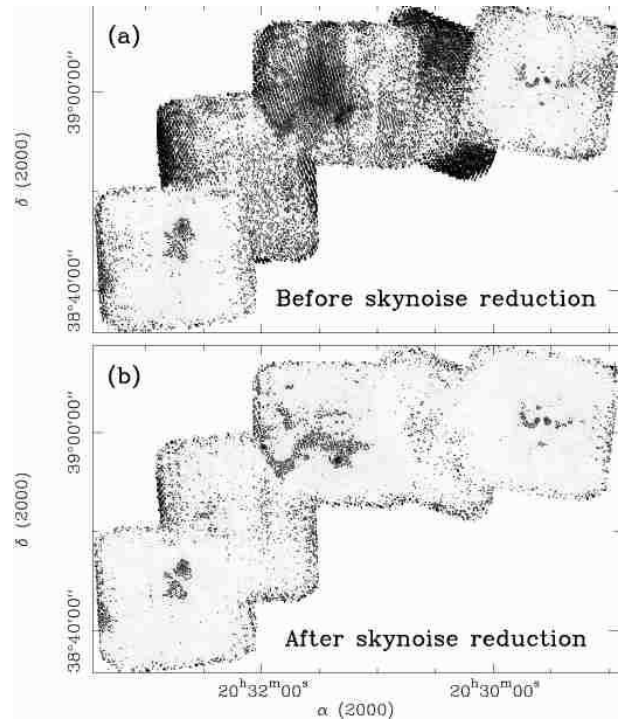 (a)
39°00'00"
δ (2000)
38°40'00"
Before skynoise reduction
(b)
39°00'00"
δ (2000)
38°40'00"
After skynoise reduction
20ʰ32ᵐ00ˢ 20ʰ30ᵐ00ˢ
α (2000)